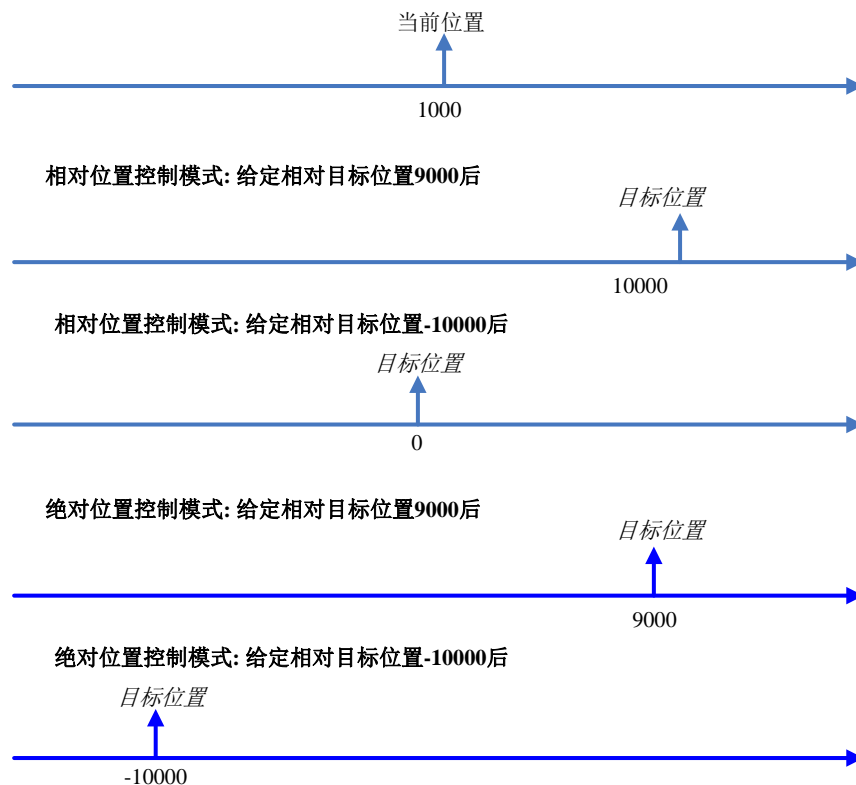 当前位置
1000
相对位置控制模式: 给定相对目标位置9000后
目标位置
10000
相对位置控制模式: 给定相对目标位置-10000后
目标位置
0
绝对位置控制模式: 给定相对目标位置9000后
目标位置
9000
绝对位置控制模式: 给定相对目标位置-10000后
目标位置
-10000